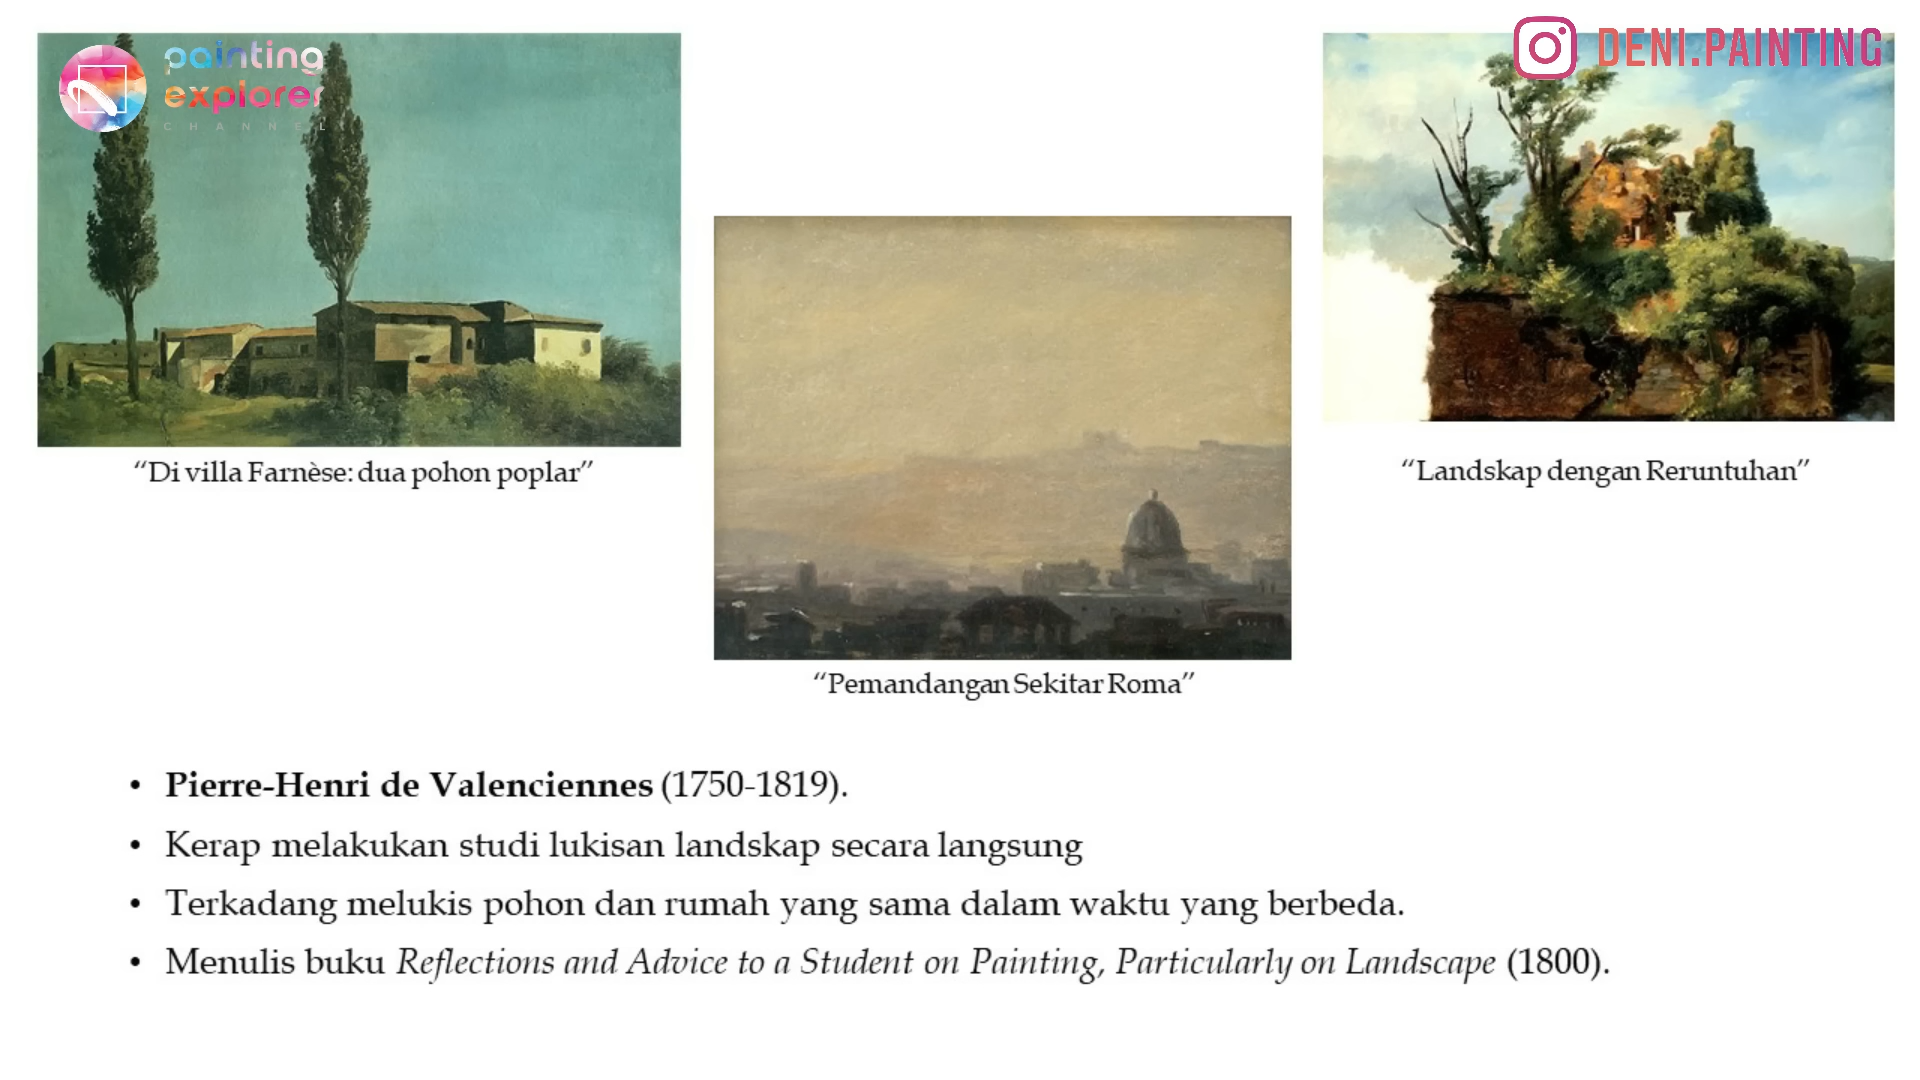 painting
explorer
CHANNEL
DENI.PAINTING
“Di villa Farnèse: dua pohon poplar”
“Landskap dengan Reruntuhan”
“Pemandangan Sekitar Roma”
• Pierre-Henri de Valenciennes (1750-1819).
• Kerap melakukan studi lukisan landskap secara langsung
• Terkadang melukis pohon dan rumah yang sama dalam waktu yang berbeda.
• Menulis buku Reflections and Advice to a Student on Painting, Particularly on Landscape (1800).